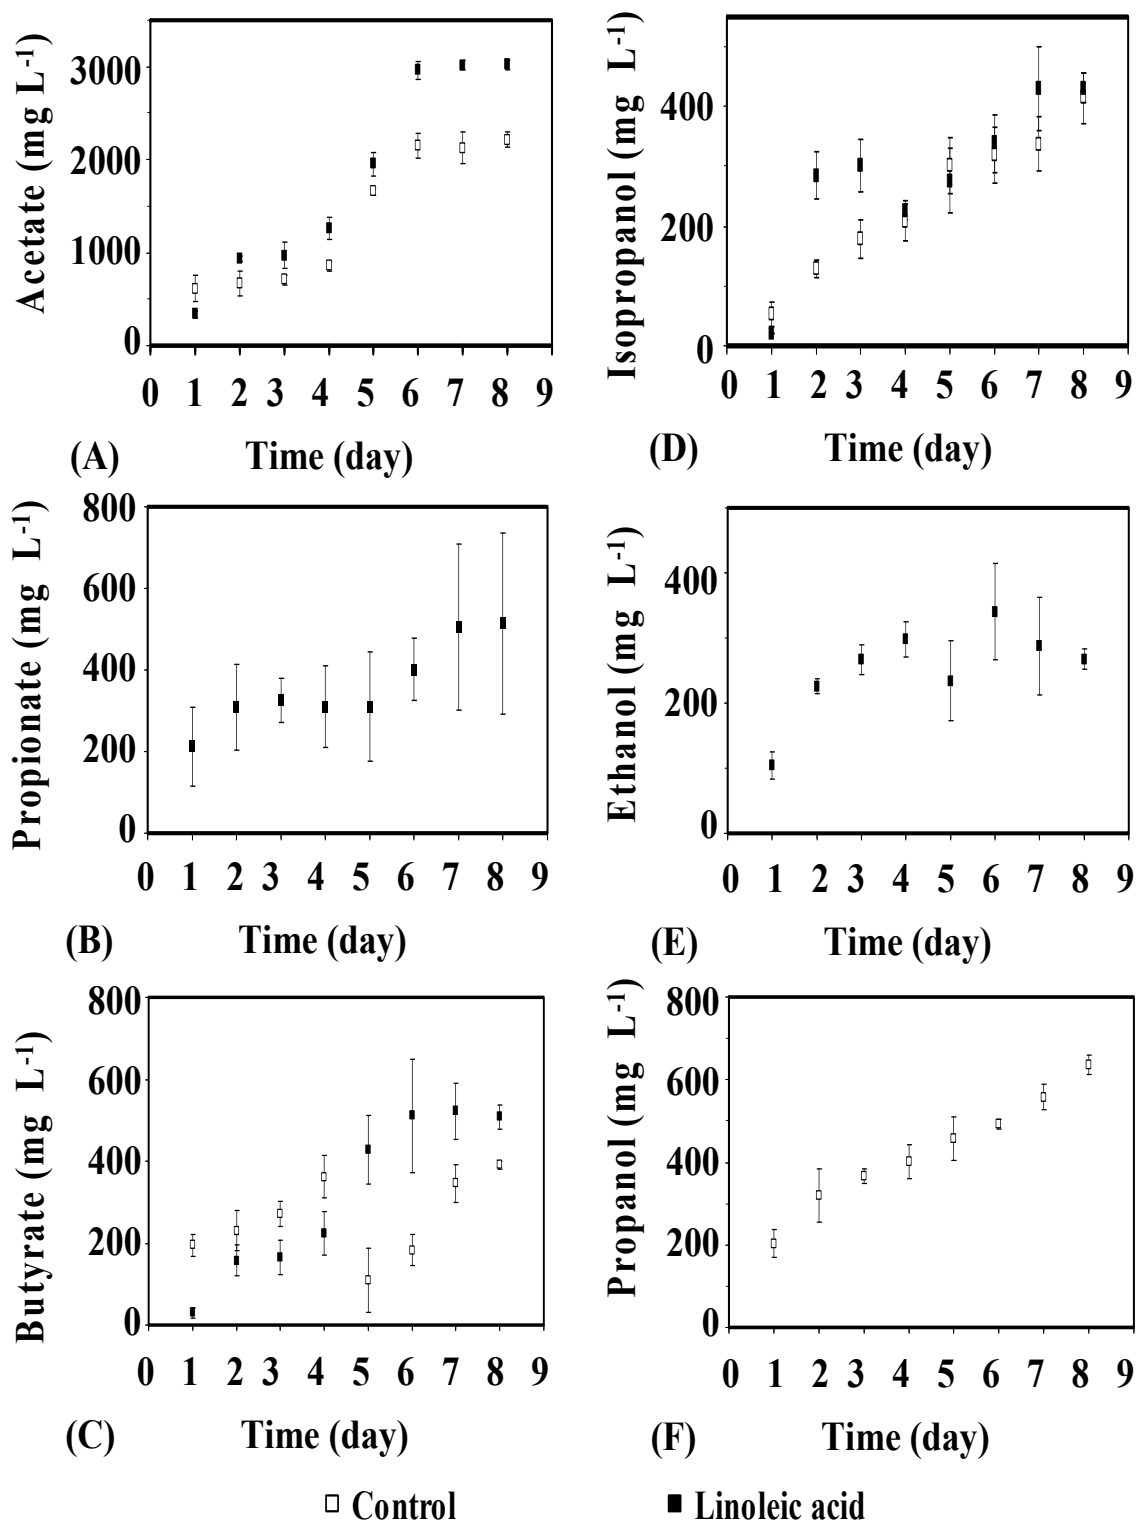 Acetate (mg L-1)
3000
2000
1000
0
0 1 2 3 4 5 6 7 8 9
(A) Time (day)
Isopropanol (mg L-1)
400
200
0
0 1 2 3 4 5 6 7 8 9
(D) Time (day)
Propionate (mg L-1)
800
600
400
200
0
0 1 2 3 4 5 6 7 8 9
(B) Time (day)
Ethanol (mg L-1)
400
200
0
0 1 2 3 4 5 6 7 8 9
(E) Time (day)
Butyrate (mg L-1)
800
600
400
200
0
0 1 2 3 4 5 6 7 8 9
(C) Time (day)
Propanol (mg L-1)
800
600
400
200
0
0 1 2 3 4 5 6 7 8 9
(F) Time (day)
Control
Linoleic acid